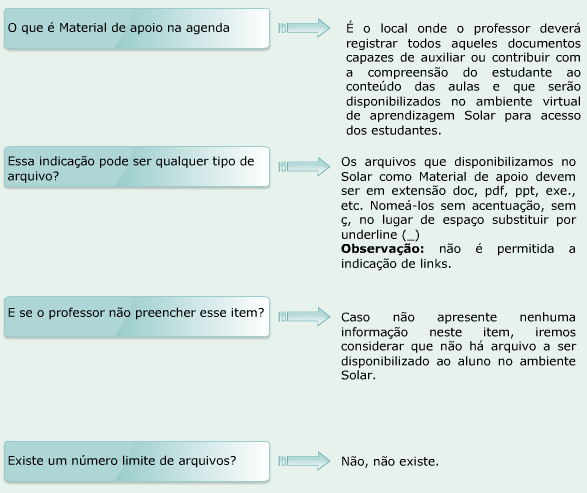 O que é Material de apoio na agenda
É o local onde o professor deverá
registrar todos aqueles documentos
capazes de auxiliar ou contribuir com
a compreensão do estudante ao
conteúdo das aulas e que serão
disponibilizados no ambiente virtual
de aprendizagem Solar para acesso
dos estudantes.
Essa indicação pode ser qualquer tipo de
arquivo?
Os arquivos que disponibilizamos no
Solar como Material de apoio devem
ser em extensão doc, pdf, ppt, exe.,
etc. Nomeá-los sem acentuação, sem
ç, no lugar de espaço substituir por
underline (_)
Observação: não é permitida a
indicação de links.
E se o professor não preencher esse item?
Caso não apresente nenhuma
informação neste item, iremos
considerar que não há arquivo a ser
disponibilizado ao aluno no ambiente
Solar.
Existe um número limite de arquivos?
Não, não existe.